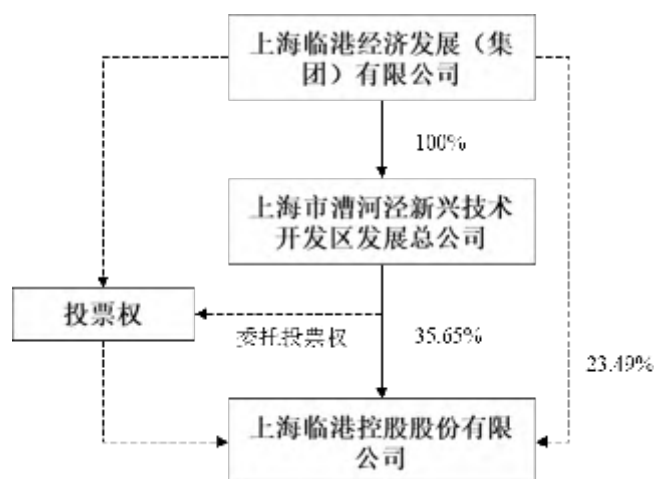 上海临港经济发展（集
团）有限公司
100%
上海市漕河泾新兴技术
开发区发展总公司
投票权
委托投票权
35.65%
23.49%
上海临港控股股份有限
公司